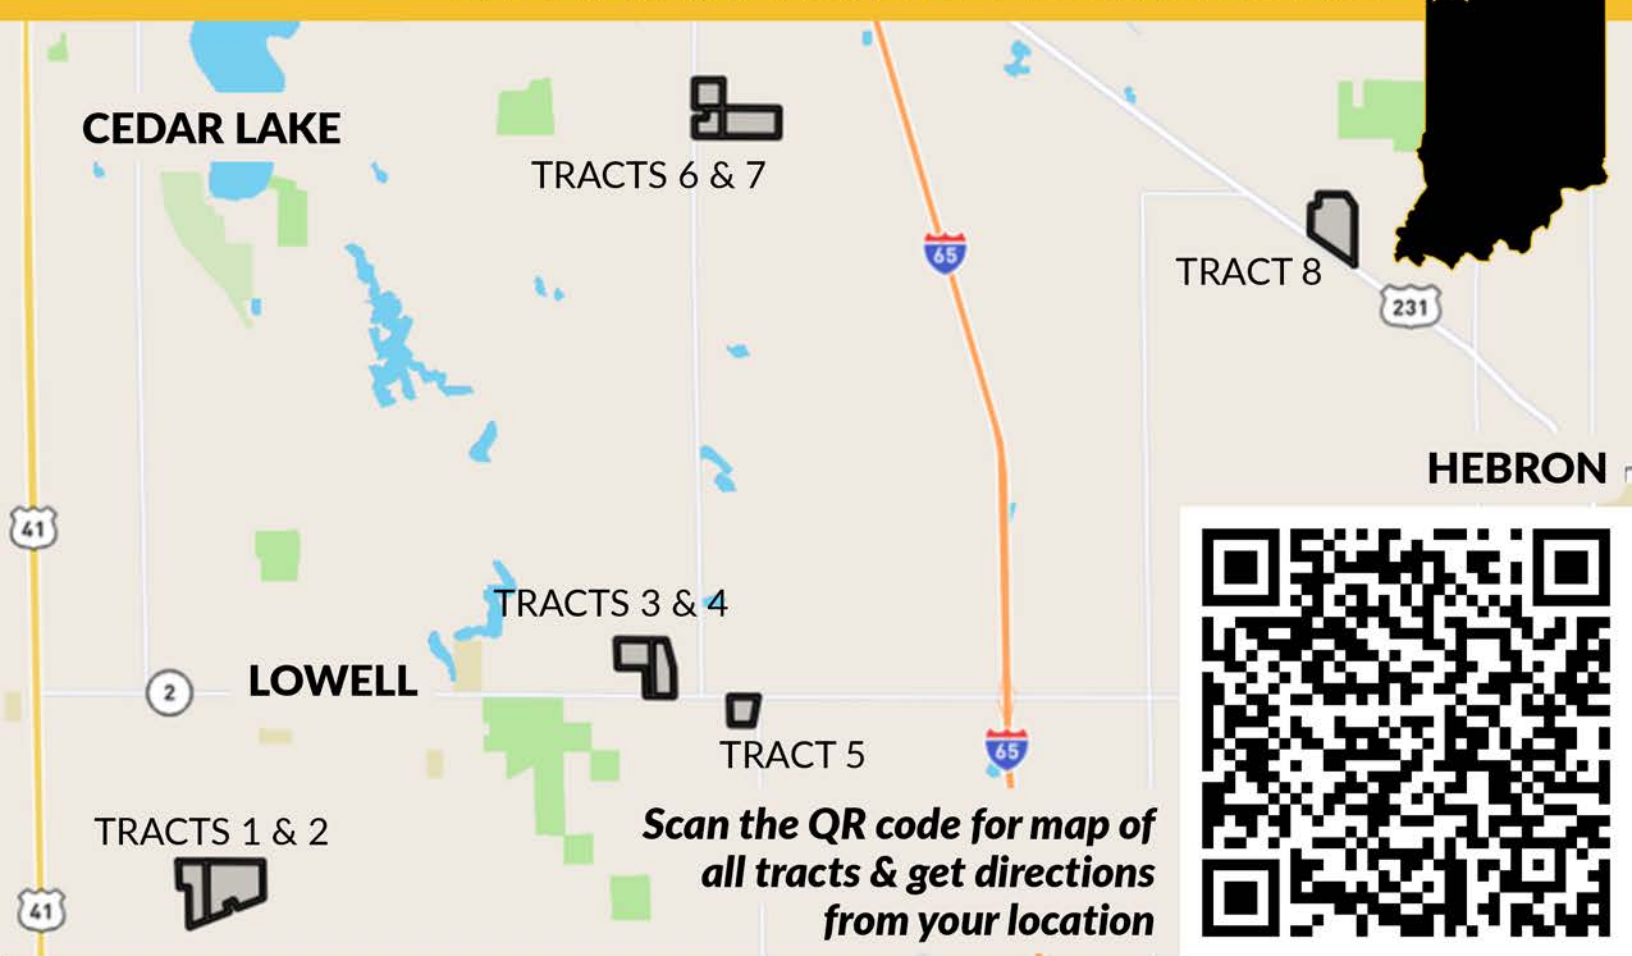 CEDAR LAKE
TRACTS 6 & 7
65
TRACT 8
231
HEBRON
41
TRACTS 3 & 4
2
LOWELL
TRACT 5
65
TRACTS 1 & 2
41
Scan the QR code for map of
all tracts & get directions
from your location